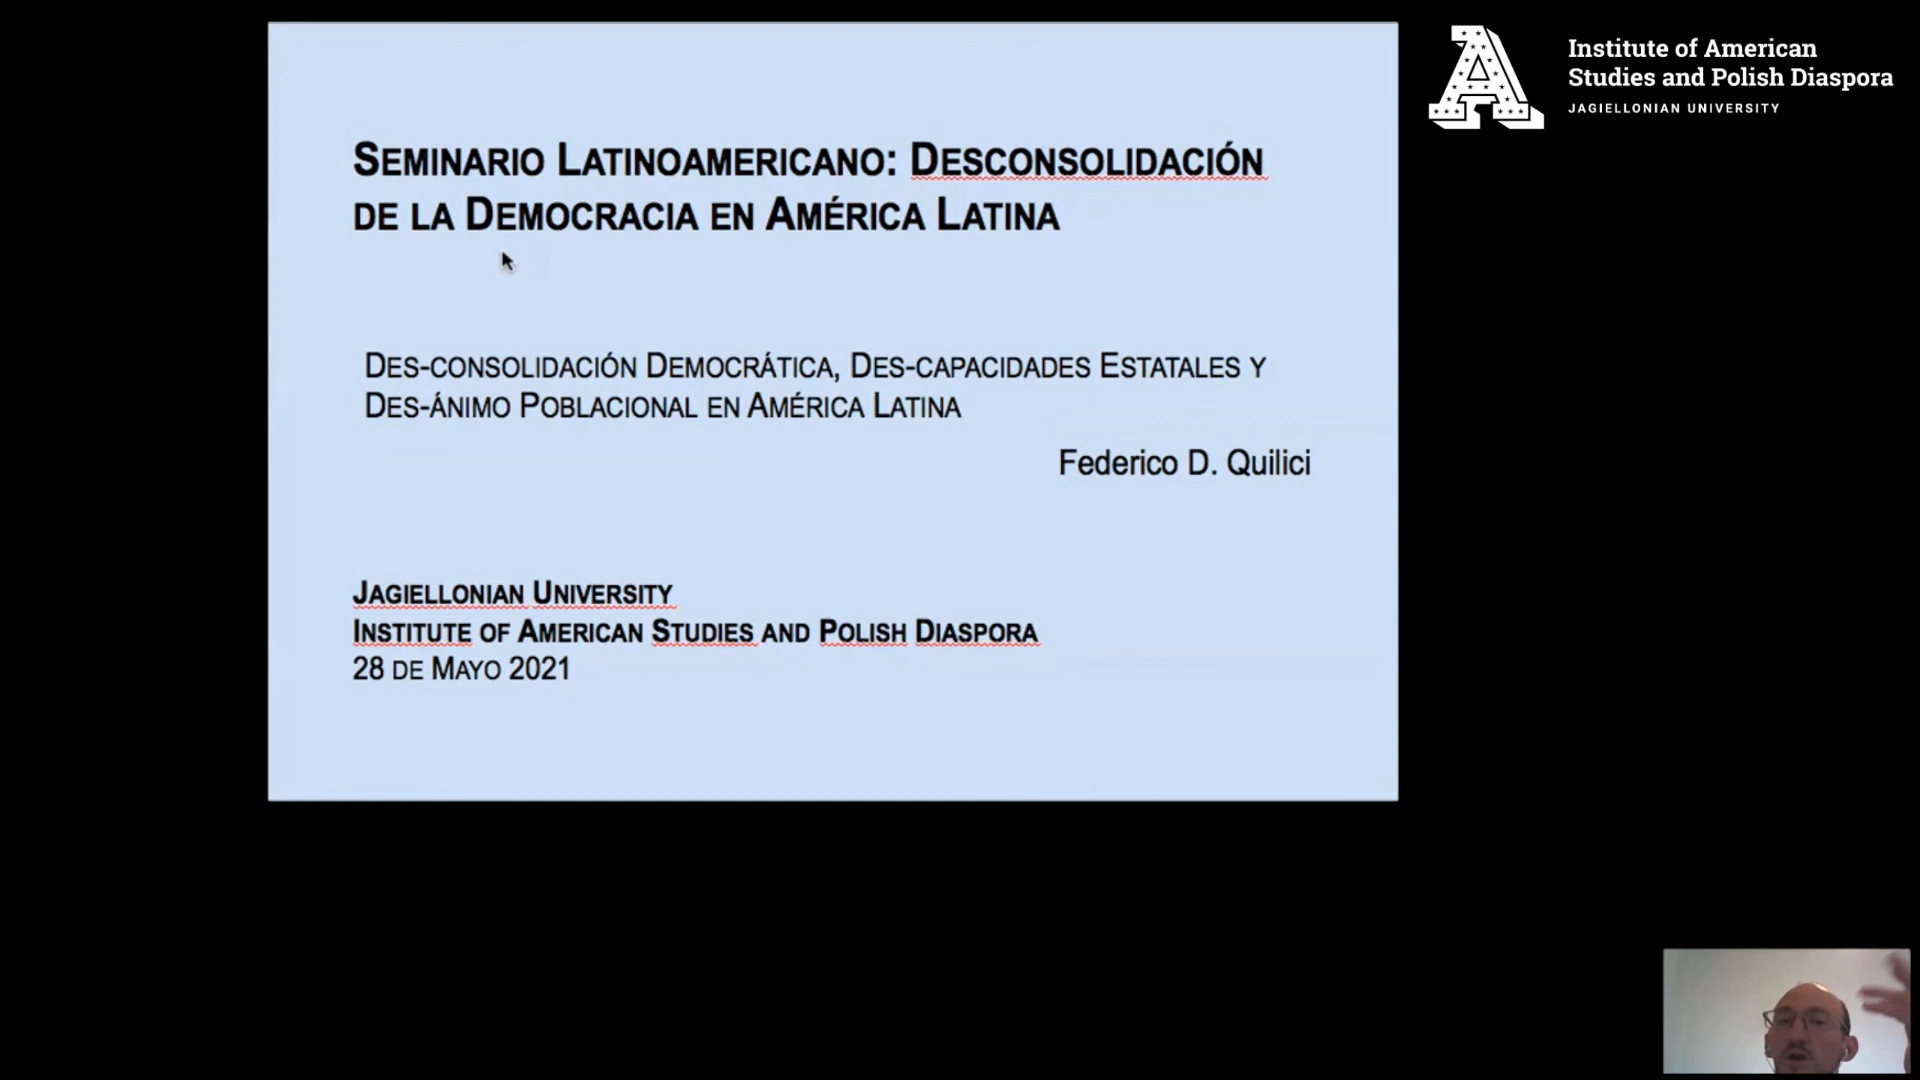 Institute of American
Studies and Polish Diaspora
JAGIELLONIAN UNIVERSITY
SEMINARIO LATINOAMERICANO: DESCONSOLIDACIÓN
DE LA DEMOCRACIA EN AMÉRICA LATINA
DES-CONSOLIDACIÓN DEMOCRÁTICA, DES-CAPACIDADES ESTATALES Y
DES-ÁNIMO POBLACIONAL EN AMÉRICA LATINA
Federico D. Quilici
JAGIELLONIAN UNIVERSITY
INSTITUTE OF AMERICAN STUDIES AND POLISH DIASPORA
28 DE MAYO 2021